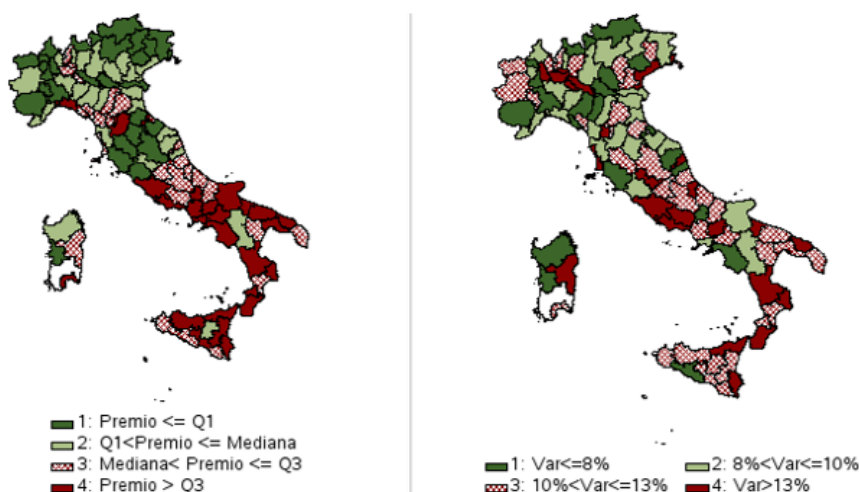 1: Premio <= Q1
2: Q1<Premio <= Mediana
3: Mediana< Premio <= Q3
4: Premio > Q3
1: Var<=8%
2: 8%<Var<=10%
3: 10%<Var<=13%
4: Var>13%